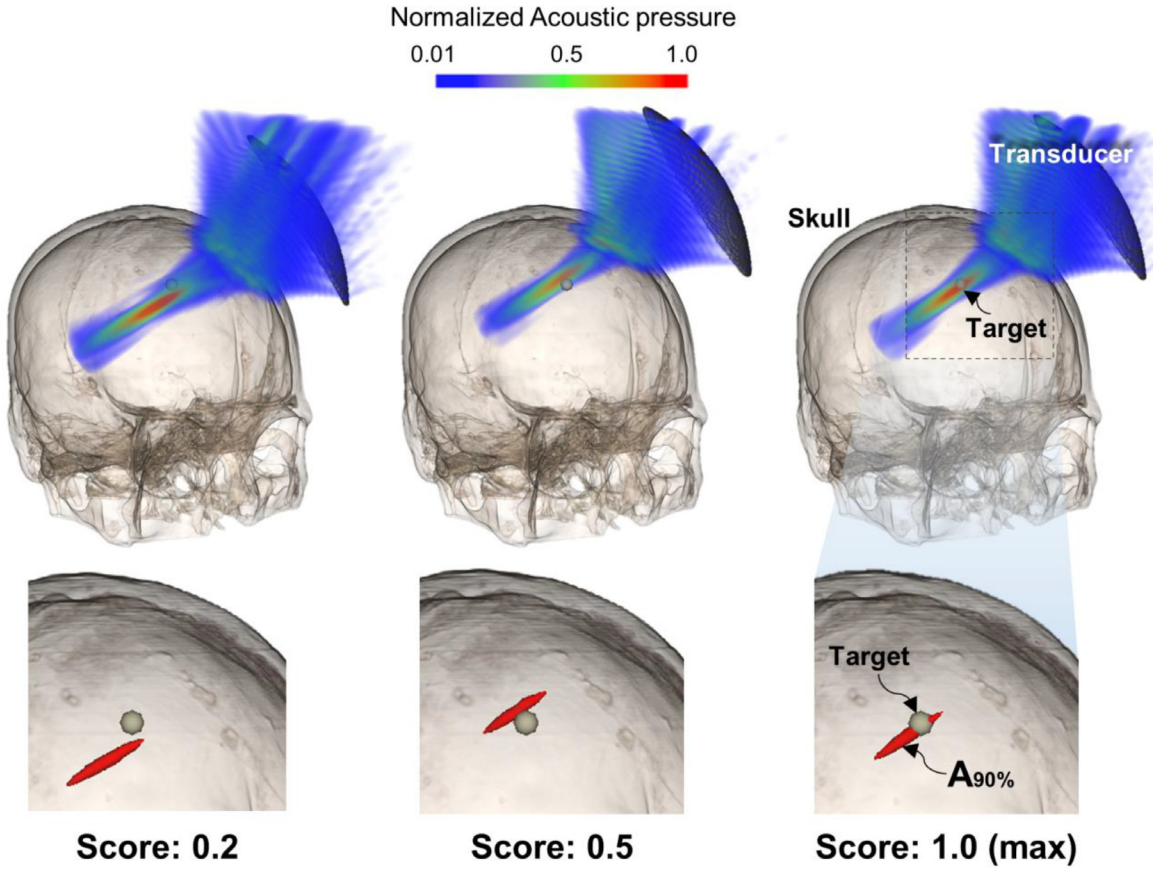 Normalized Acoustic pressure
0.01 0.5 1.0
Transducer
Skull
Target
Target
A90%
Score: 0.2 Score: 0.5 Score: 1.0 (max)